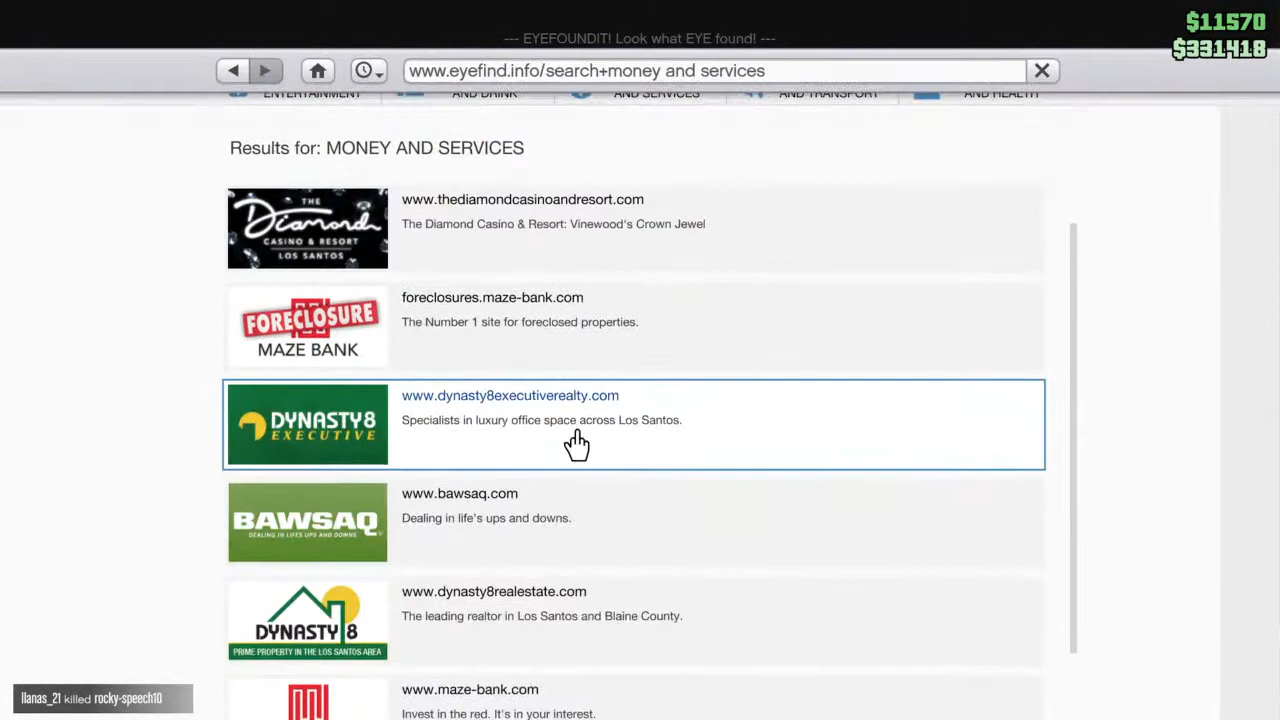 $11570
$331418
--- EYEFOUNDIT! Look what EYE found! ---
www.eyefind.info/search+money and services
ENTERTAINMENT
AND DRINK
AND SERVICES
AND TRANSPORT
AND HEALTH
Results for: MONEY AND SERVICES
THE
Diamond
CASINO & RESORT
LOS SANTOS
www.thediamondcasinoandresort.com
The Diamond Casino & Resort: Vinewood's Crown Jewel
FORECLOSURE
MAZE BANK
foreclosures.maze-bank.com
The Number 1 site for foreclosed properties.
DYNASTY8
EXECUTIVE
www.dynasty8executiverealty.com
Specialists in luxury office space across Los Santos.
BAWSAQ
DEALING IN LIFE'S UPS AND DOWNS
www.bawsaq.com
Dealing in life's ups and downs.
DYNASTY 8
PRIME PROPERTY IN THE LOS SANTOS AREA
www.dynasty8realestate.com
The leading realtor in Los Santos and Blaine County.
www.maze-bank.com
Invest in the red. It's in your interest.
llanas_21 killed rocky-speech10